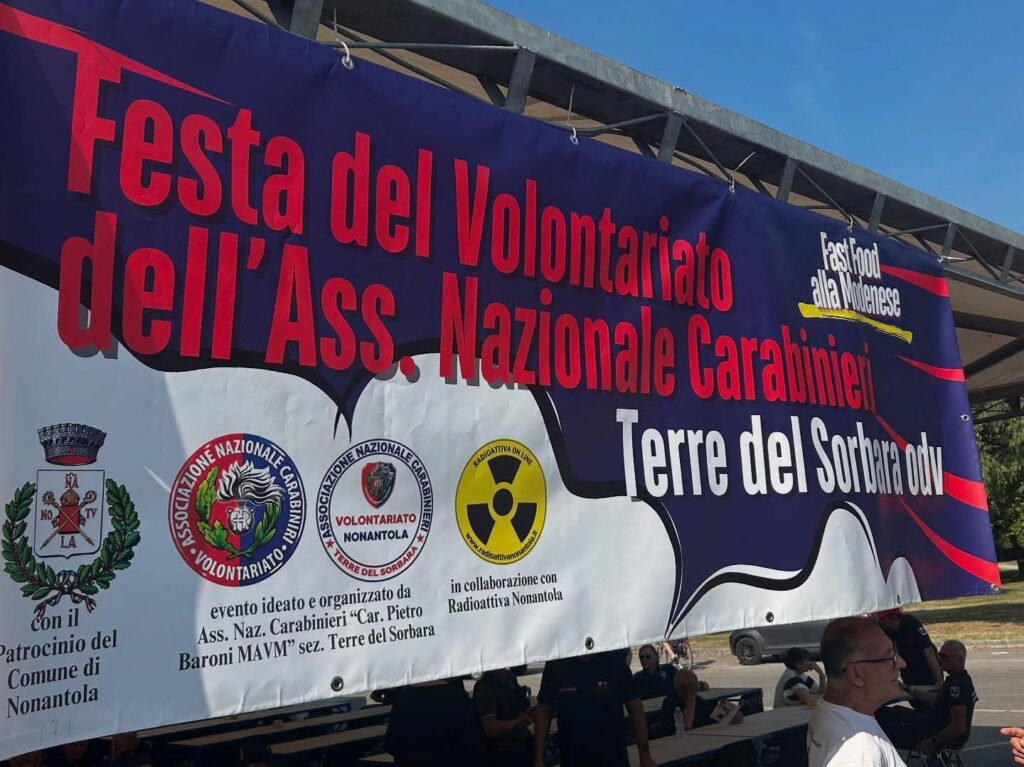 Festa del Volontariato
dell'Ass. Nazionale Carabinieri
Terre del Sorbara odv
Fast Food
alla Modenese
NO NA TV
LA
con il
Patrocinio del
Comune di
Nonantola
ASSOCIAZIONE NAZIONALE CARABINIERI
• VOLONTARIATO •
ASSOCIAZIONE NAZIONALE CARABINIERI
VOLONTARIATO
NONANTOLA
• TERRE DEL SORBARA •
evento ideato e organizzato da
Ass. Naz. Carabinieri "Car. Pietro
Baroni MAVM" sez. Terre del Sorbara
RADIOATTIVA ON LINE
www.radioattivanonantola.it
in collaborazione con
Radioattiva Nonantola